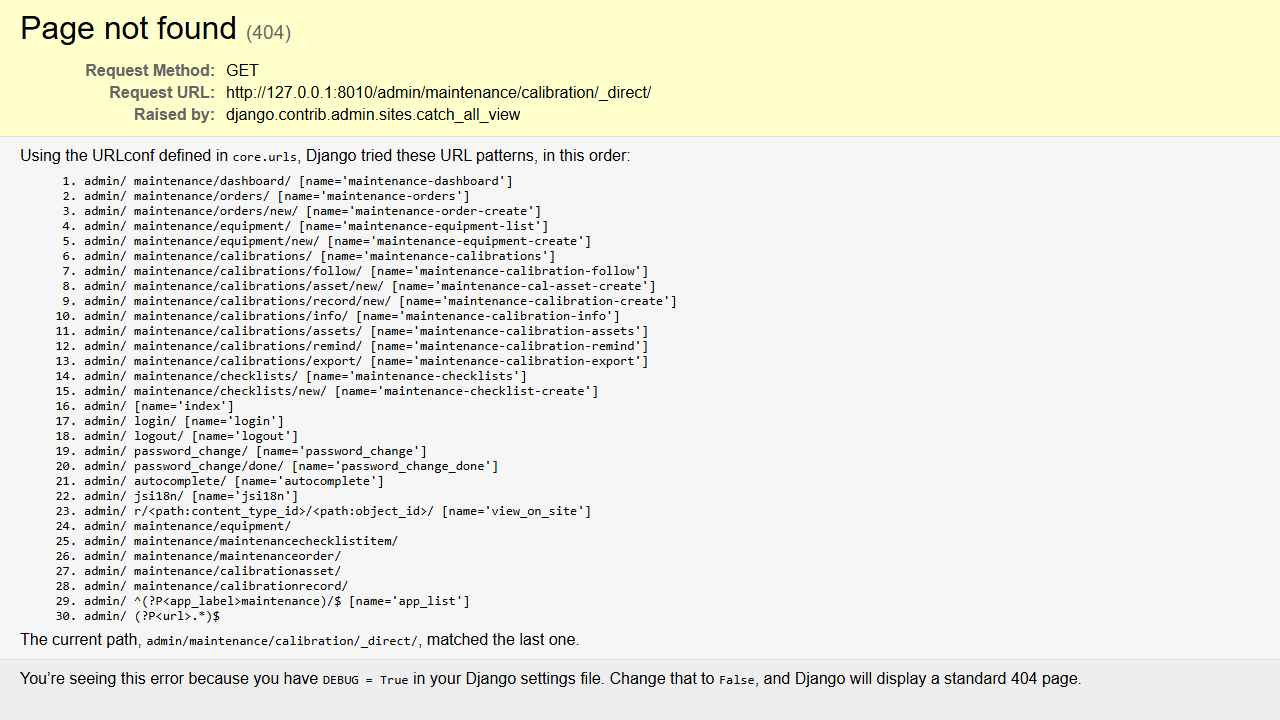 Page not found (404)
Request Method: GET
Request URL: http://127.0.0.1:8010/admin/maintenance/calibration/_direct/
Raised by: django.contrib.admin.sites.catch_all_view
Using the URLconf defined in core.urls, Django tried these URL patterns, in this order:
1. admin/ maintenance/dashboard/ [name='maintenance-dashboard']
2. admin/ maintenance/orders/ [name='maintenance-orders']
3. admin/ maintenance/orders/new/ [name='maintenance-order-create']
4. admin/ maintenance/equipment/ [name='maintenance-equipment-list']
5. admin/ maintenance/equipment/new/ [name='maintenance-equipment-create']
6. admin/ maintenance/calibrations/ [name='maintenance-calibrations']
7. admin/ maintenance/calibrations/follow/ [name='maintenance-calibration-follow']
8. admin/ maintenance/calibrations/asset/new/ [name='maintenance-cal-asset-create']
9. admin/ maintenance/calibrations/record/new/ [name='maintenance-calibration-create']
10. admin/ maintenance/calibrations/info/ [name='maintenance-calibration-info']
11. admin/ maintenance/calibrations/assets/ [name='maintenance-calibration-assets']
12. admin/ maintenance/calibrations/remind/ [name='maintenance-calibration-remind']
13. admin/ maintenance/calibrations/export/ [name='maintenance-calibration-export']
14. admin/ maintenance/checklists/ [name='maintenance-checklists']
15. admin/ maintenance/checklists/new/ [name='maintenance-checklist-create']
16. admin/ [name='index']
17. admin/ login/ [name='login']
18. admin/ logout/ [name='logout']
19. admin/ password_change/ [name='password_change']
20. admin/ password_change/done/ [name='password_change_done']
21. admin/ autocomplete/ [name='autocomplete']
22. admin/ jsi18n/ [name='jsi18n']
23. admin/ r/<path:content_type_id>/<path:object_id>/ [name='view_on_site']
24. admin/ maintenance/equipment/
25. admin/ maintenance/maintenancechecklistitem/
26. admin/ maintenance/maintenanceorder/
27. admin/ maintenance/calibrationasset/
28. admin/ maintenance/calibrationrecord/
29. admin/ ^(?P<app_label>maintenance)/$ [name='app_list']
30. admin/ (?P<url>.*)$
The current path, admin/maintenance/calibration/_direct/, matched the last one.
You’re seeing this error because you have DEBUG = True in your Django settings file. Change that to False, and Django will display a standard 404 page.